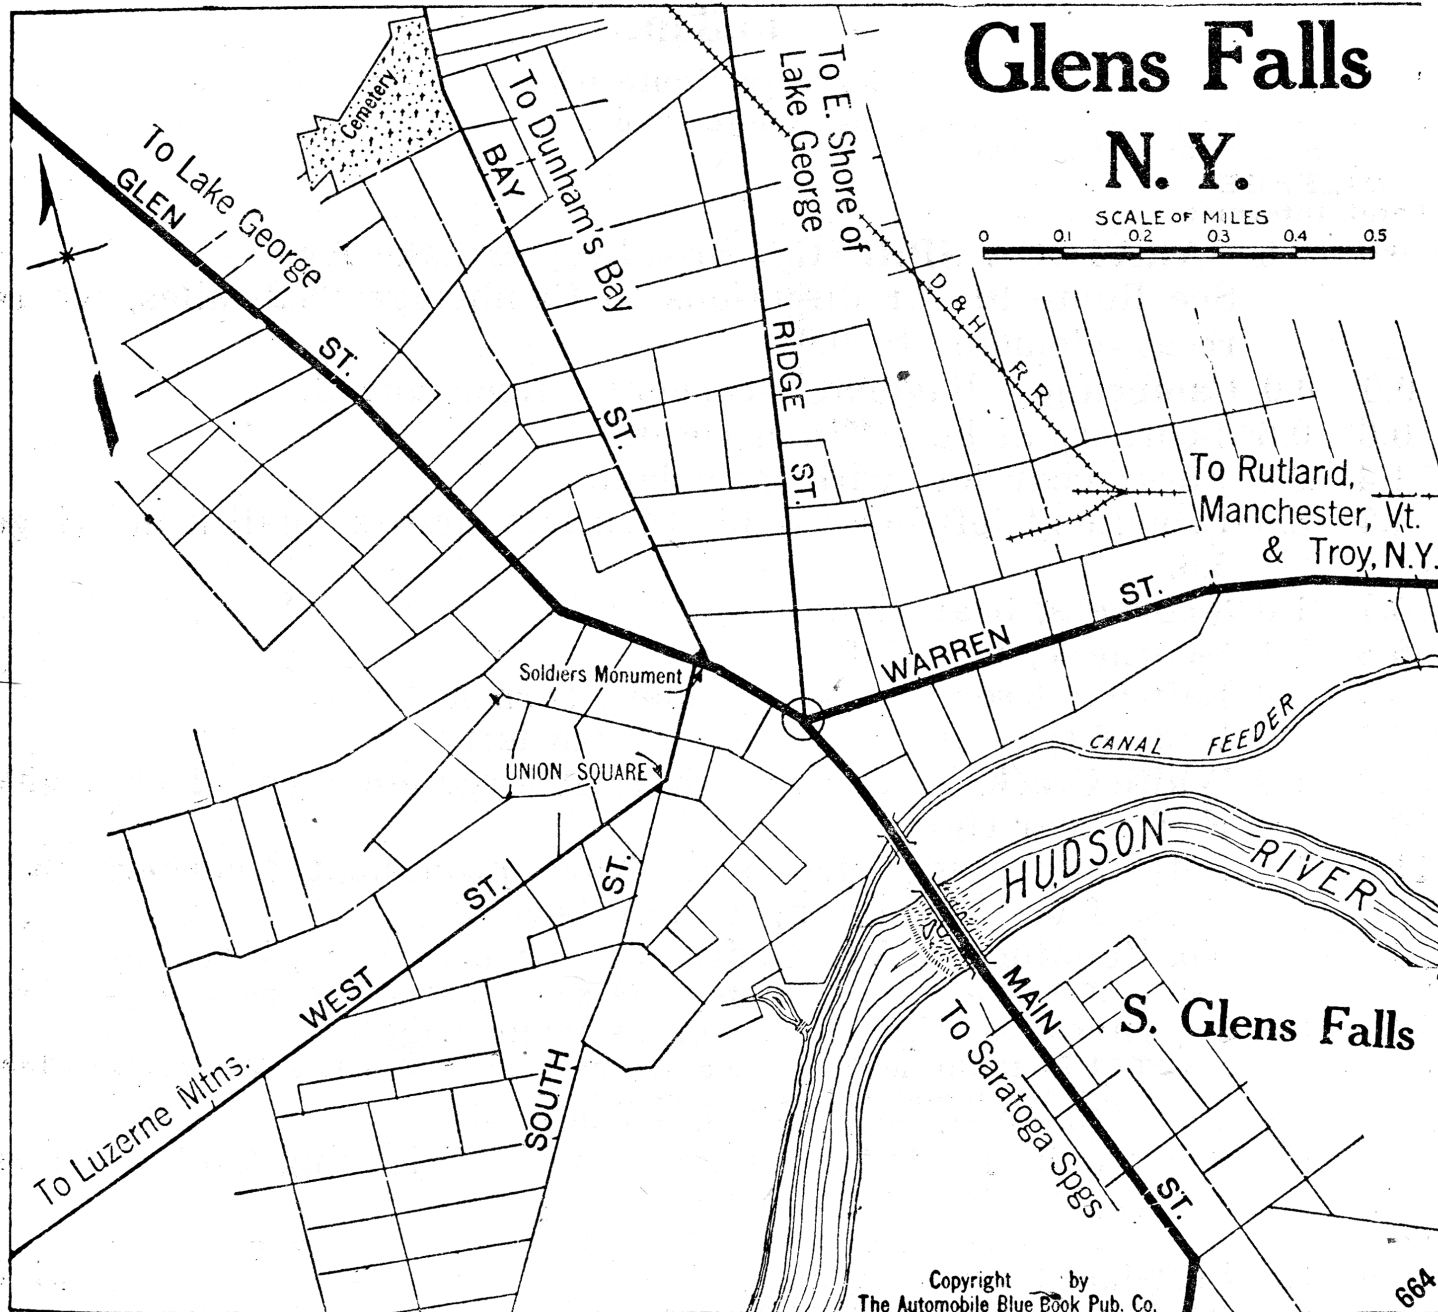 Glens Falls
N. Y.
SCALE OF MILES
0 0.1 0.2 0.3 0.4 0.5
Cemetery
To Lake George
GLEN
ST.
To Dunham's Bay
BAY
ST.
To E. Shore of
Lake George
RIDGE
ST.
D & H R R
To Rutland,
Manchester, Vt.
& Troy, N.Y.
WARREN
ST.
Soldiers Monument
UNION SQUARE
CANAL FEEDER
HUDSON RIVER
ST.
WEST
To Luzerne Mtns.
ST.
SOUTH
MAIN
ST.
To Saratoga Spgs
S. Glens Falls
Copyright by
The Automobile Blue Book Pub. Co.
664